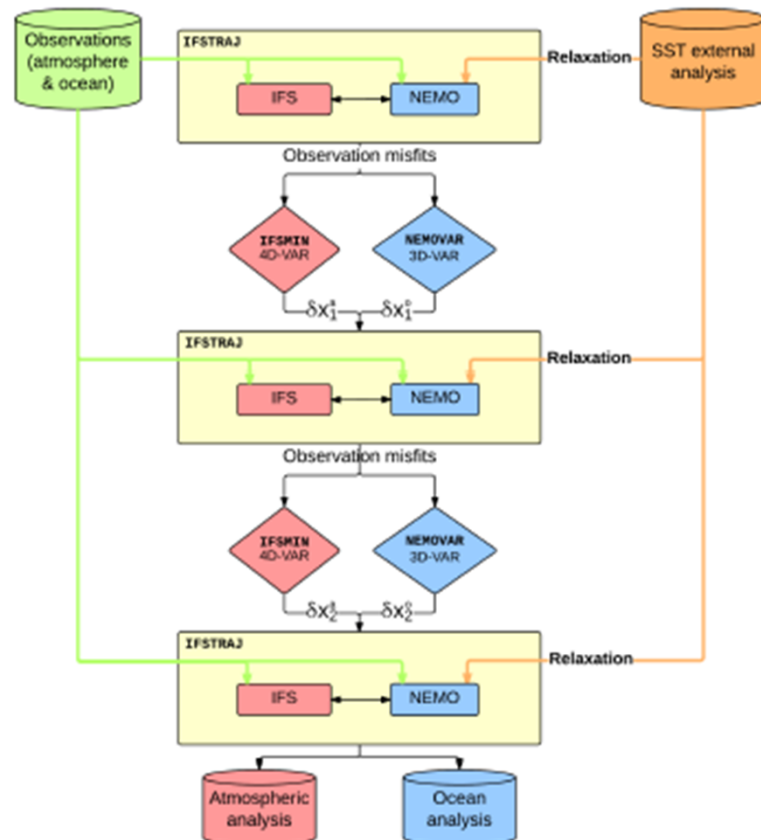 Observations
(atmosphere
& ocean)
IFSTRAJ
Relaxation
SST external
analysis
IFS
NEMO
Observation misfits
IFSMIN
4D-VAR
NEMOVAR
3D-VAR
δx₁ᵃ
δx₁ᵒ
IFSTRAJ
Relaxation
IFS
NEMO
Observation misfits
IFSMIN
4D-VAR
NEMOVAR
3D-VAR
δx₂ᵃ
δx₂ᵒ
IFSTRAJ
Relaxation
IFS
NEMO
Atmospheric
analysis
Ocean
analysis